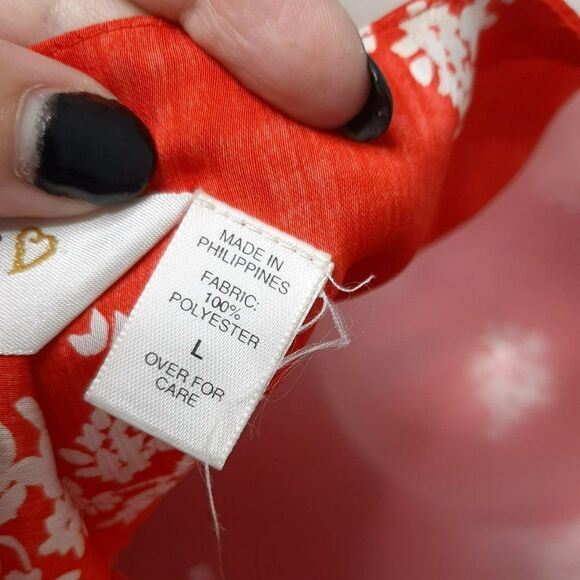 MADE IN
PHILIPPINES
FABRIC:
100%
POLYESTER
L
OVER FOR
CARE